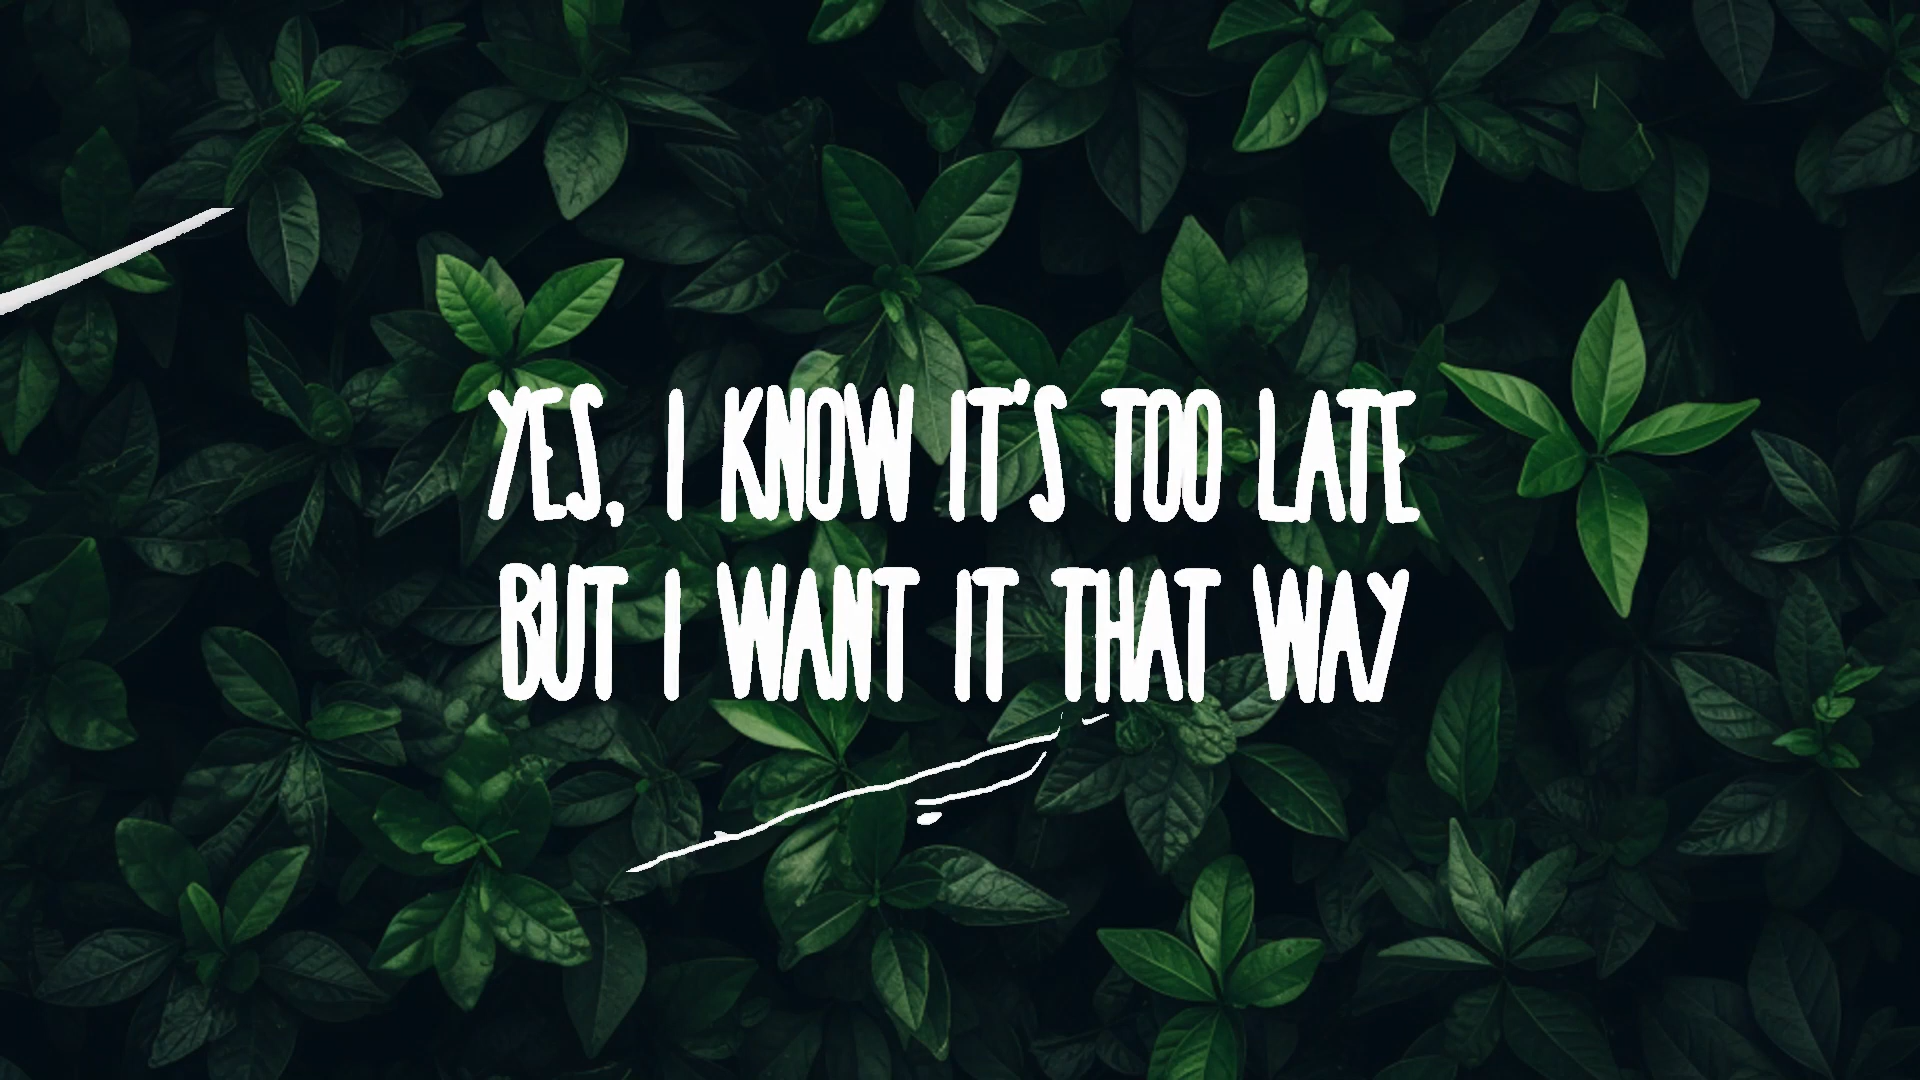 YES, I KNOW IT'S TOO LATE
BUT I WANT IT THAT WAY